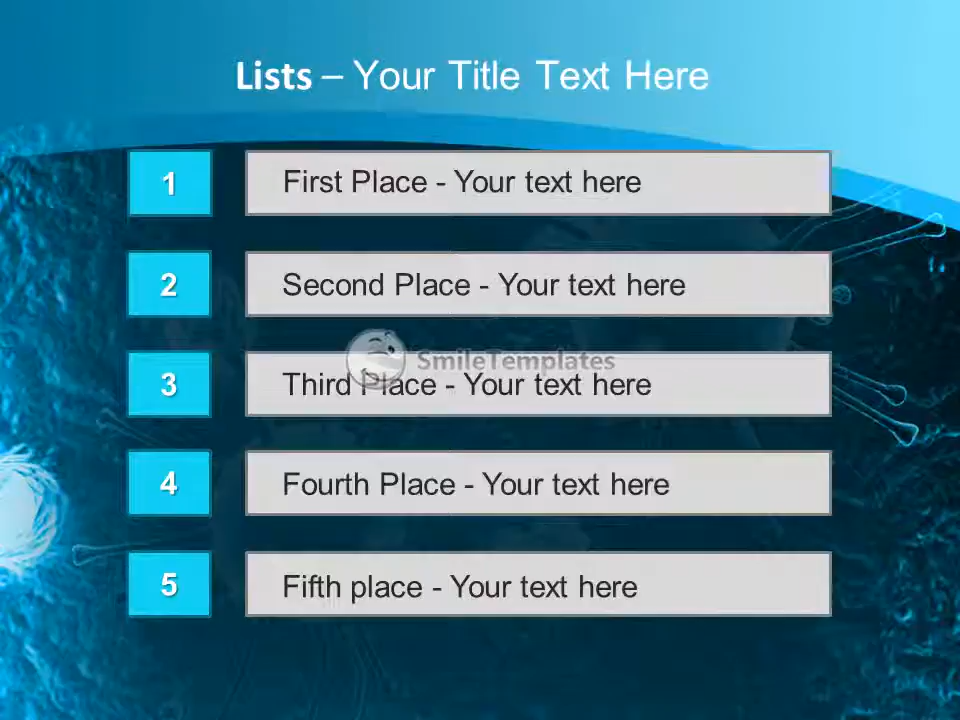 Lists – Your Title Text Here
1 First Place - Your text here
2 Second Place - Your text here
SmileTemplates
3 Third Place - Your text here
4 Fourth Place - Your text here
5 Fifth place - Your text here